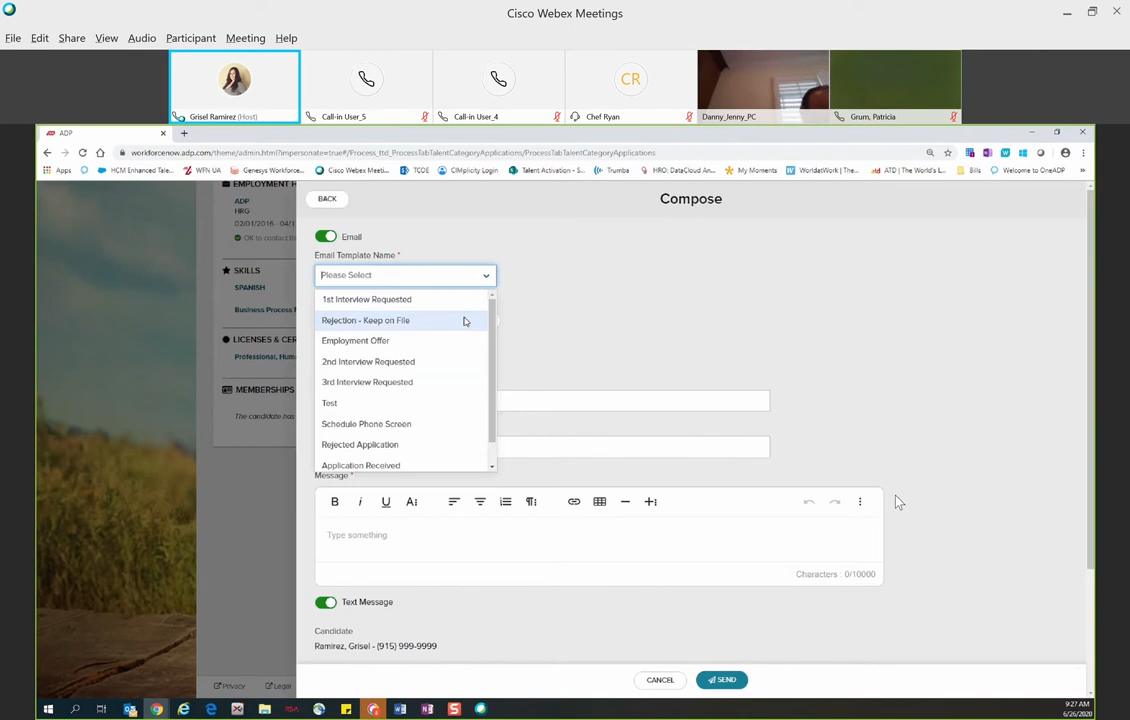 Cisco Webex Meetings
File Edit Share View Audio Participant Meeting Help
CR
Grisel Ramirez (Host) Call-in User_5 Call-in User_4 Chef Ryan Danny_Jenny_PC Grum, Patricia
ADP
workforcenow.adp.com/theme/admin.html?impersonate=true#/Process_ttd_ProcessTabTalentCategoryApplications/ProcessTabTalentCategoryApplications
Apps HCM Enhanced Tale... WFN UA Genesys Workforce... Cisco Webex Meeti... TCOE CIMplicity Login Talent Activation - S... Trumba HRO: DataCloud An... My Moments WorldatWork | The... ATD | The World's L... Bills Welcome to OneADP »
EMPLOYMENT H
ADP
HRG
02/01/2016 - 04/1
OK to contact thi
SKILLS
SPANISH
Business Process
LICENSES & CER
Professional, Human
MEMBERSHIPS
The candidate has
Privacy Legal
BACK
Compose
Email
Email Template Name *
Please Select
1st Interview Requested
Rejection - Keep on File
Employment Offer
2nd Interview Requested
3rd Interview Requested
Test
Schedule Phone Screen
Rejected Application
Application Received
Message *
Type something
Characters : 0/10000
Text Message
Candidate
Ramirez, Grisel - (915) 999-9999
CANCEL SEND
9:27 AM
6/26/2020